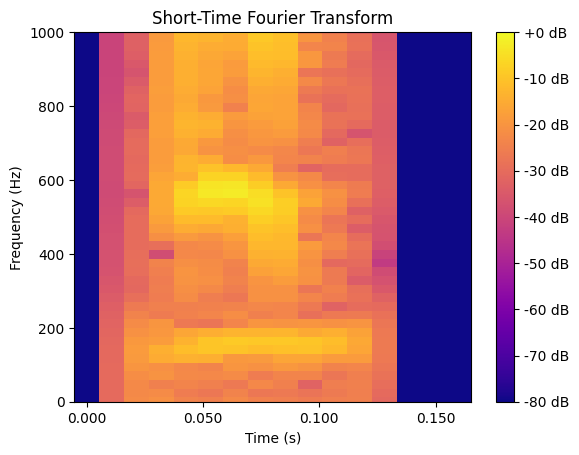 Short-Time Fourier Transform
1000
800
600
400
200
0
Frequency (Hz)
0.000
0.050
0.100
0.150
Time (s)
+0 dB
-10 dB
-20 dB
-30 dB
-40 dB
-50 dB
-60 dB
-70 dB
-80 dB